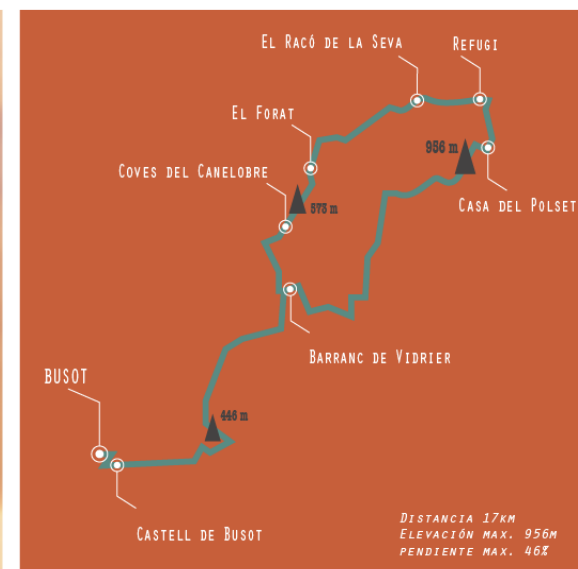 El Racó de la Seva
Refugi
El Forat
956 m
Coves del Canelobre
575 m
Casa del Polset
Barranc de Vidrier
BUSOT
446 m
Castell de Busot
Distancia 17km
Elevación max. 956m
pendiente max. 46%